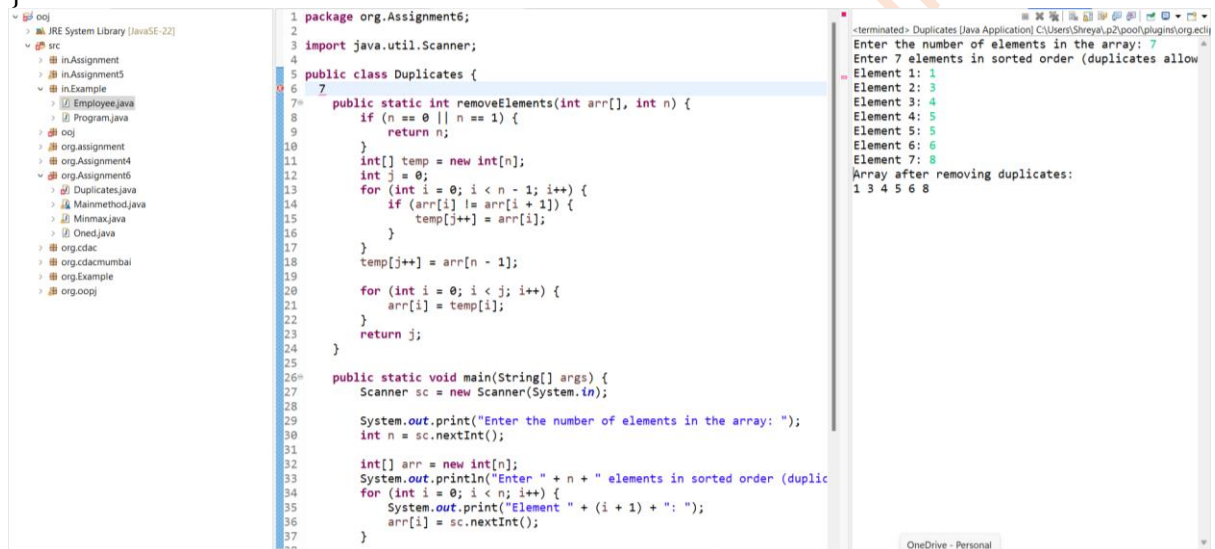 }
ooj
JRE System Library [JavaSE-22]
src
in.Assignment
in.Assignment5
in.Example
Employee.java
Program.java
ooj
org.assignment
org.Assignment4
org.Assignment6
Duplicates.java
Mainmethod.java
Minmax.java
Oned.java
org.cdac
org.cdacmumbai
org.Example
org.oopj
1 package org.Assignment6;
2
3 import java.util.Scanner;
4
5 public class Duplicates {
6 7
7 public static int removeElements(int arr[], int n) {
8 if (n == 0 || n == 1) {
9 return n;
10 }
11 int[] temp = new int[n];
12 int j = 0;
13 for (int i = 0; i < n - 1; i++) {
14 if (arr[i] != arr[i + 1]) {
15 temp[j++] = arr[i];
16 }
17 }
18 temp[j++] = arr[n - 1];
19
20 for (int i = 0; i < j; i++) {
21 arr[i] = temp[i];
22 }
23 return j;
24 }
25
26 public static void main(String[] args) {
27 Scanner sc = new Scanner(System.in);
28
29 System.out.print("Enter the number of elements in the array: ");
30 int n = sc.nextInt();
31
32 int[] arr = new int[n];
33 System.out.println("Enter " + n + " elements in sorted order (duplic
34 for (int i = 0; i < n; i++) {
35 System.out.print("Element " + (i + 1) + ": ");
36 arr[i] = sc.nextInt();
37 }
<terminated> Duplicates [Java Application] C:\Users\Shreya\.p2\pool\plugins\org.eclip
Enter the number of elements in the array: 7
Enter 7 elements in sorted order (duplicates allow
Element 1: 1
Element 2: 3
Element 3: 4
Element 4: 5
Element 5: 5
Element 6: 6
Element 7: 8
Array after removing duplicates:
1 3 4 5 6 8
OneDrive - Personal